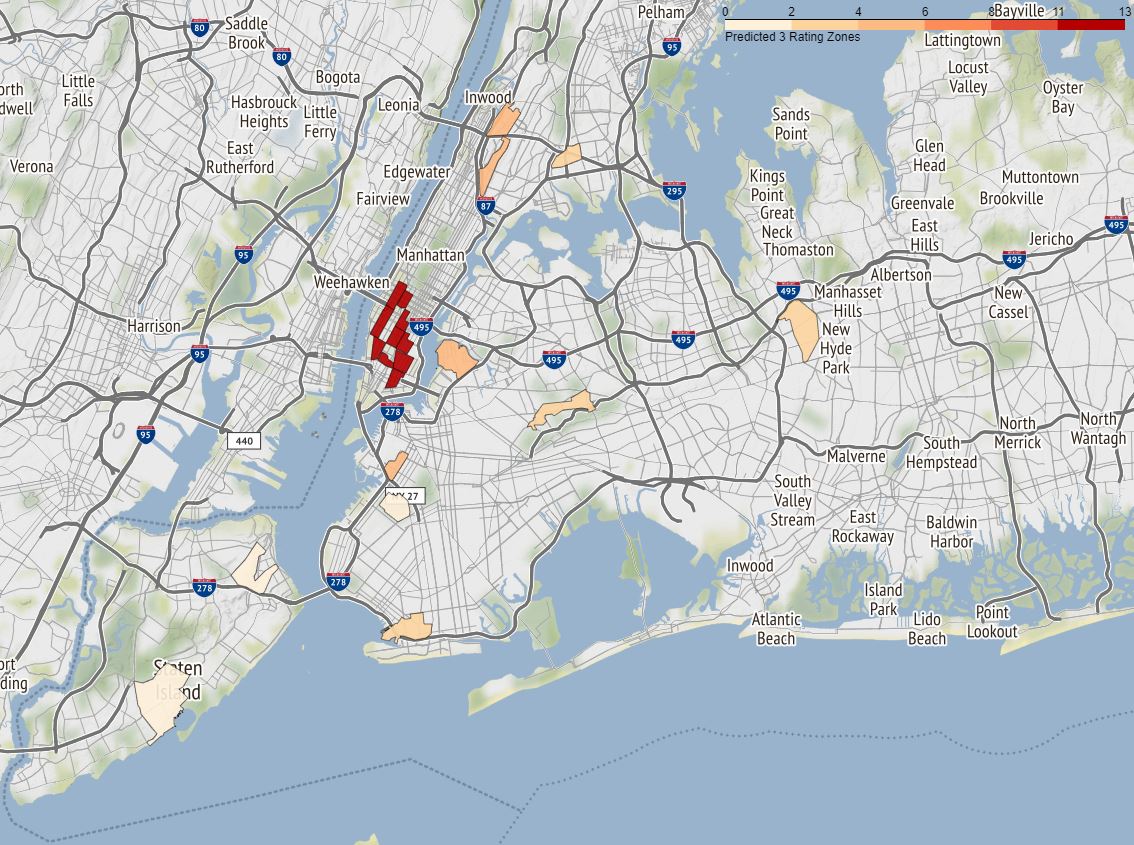 Pelham
0 2 4 6 8 11 13
Bayville
Predicted 3 Rating Zones
Saddle
Brook
80
80
95
Lattingtown
Locust
Valley
Oyster
Bay
Little
Falls
Bogota
Hasbrouck
Heights
Little
Ferry
Leonia
Inwood
Sands
Point
Verona
East
Rutherford
Edgewater
Fairview
Glen
Head
Muttontown
Brookville
Kings
Point
Great
Neck
Thomaston
295
87
Greenvale
East
Hills
Jericho
495
495
95
Manhattan
Weehawken
Albertson
495
Manhasset
Hills
New
Cassel
Harrison
95
495
495
495
New
Hyde
Park
278
440
95
North
Merrick
North
Wantagh
South
Hempstead
Malverne
NY 27
South
Valley
Stream
East
Rockaway
Baldwin
Harbor
Inwood
278
278
Island
Park
Atlantic
Beach
Lido
Beach
Point
Lookout
Staten
Island